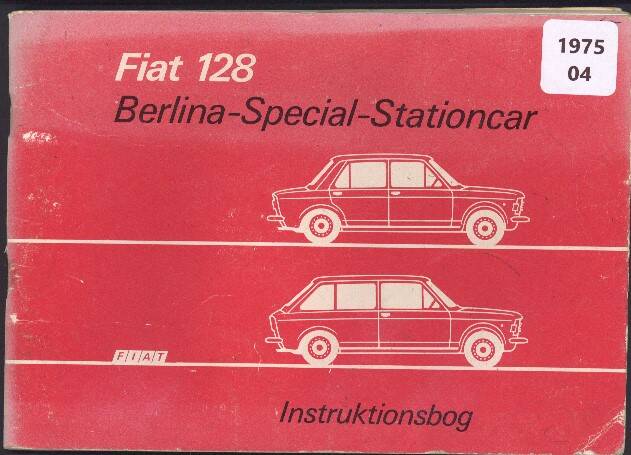 1975
04
Fiat 128
Berlina-Special-Stationcar
FIAT
Instruktionsbog